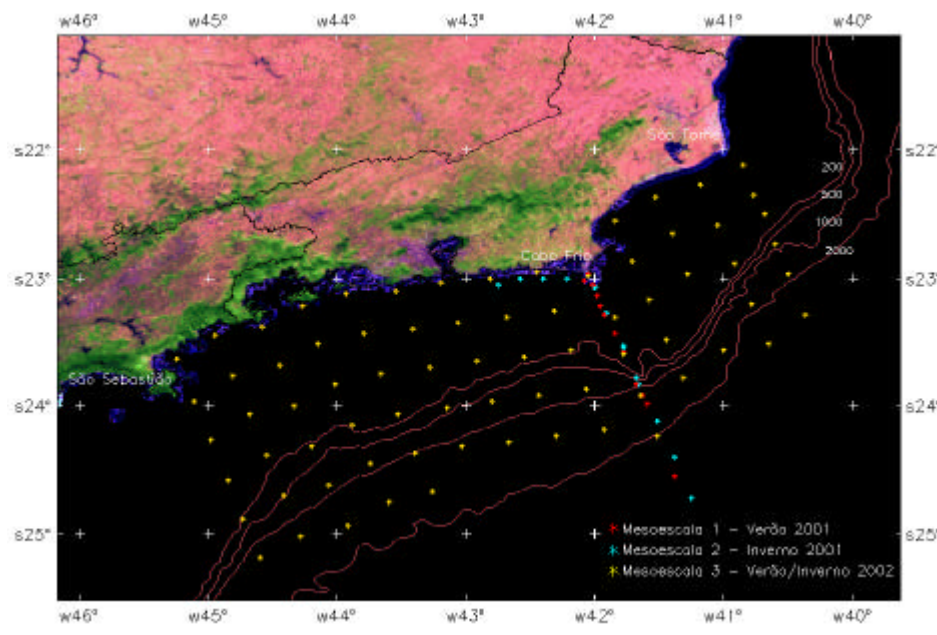 w46° w45° w44° w43° w42° w41° w40°
São Tomé
s22° s22°
200
500
1000
Cabo Frio
2000
s23° s23°
São Sebastião
s24° s24°
Mesoescala 1 - Verão 2001
s25° s25°
Mesoescala 2 - Inverno 2001
Mesoescala 3 - Verão/Inverno 2002
w46° w45° w44° w43° w42° w41° w40°